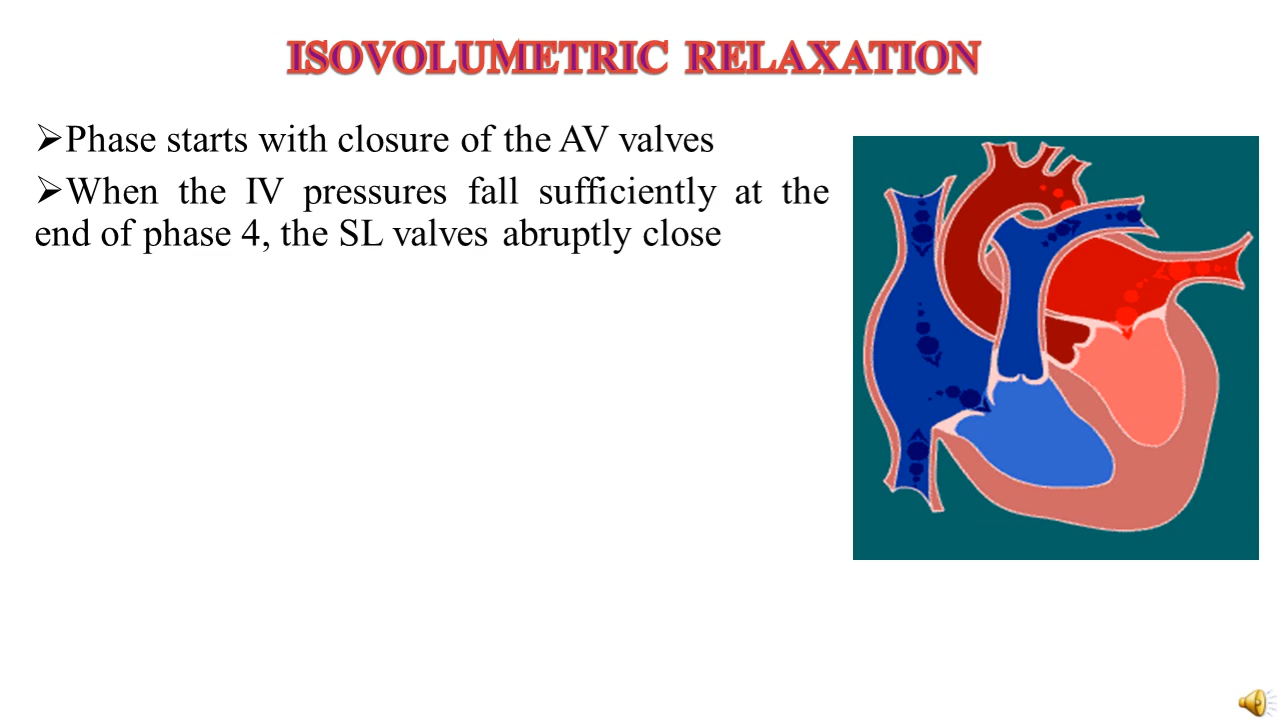 ISOVOLUMETRIC RELAXATION
➢Phase starts with closure of the AV valves
➢When the IV pressures fall sufficiently at the
end of phase 4, the SL valves abruptly close